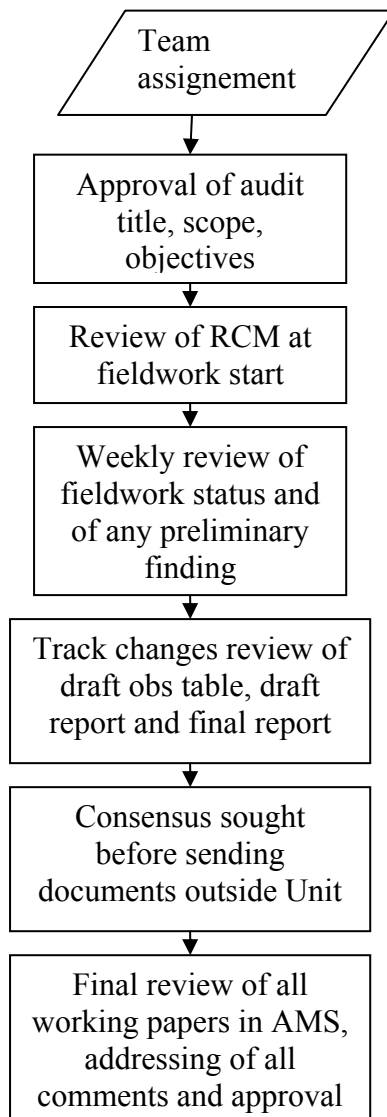 Team
assignement
Approval of audit
title, scope,
objectives
Review of RCM at
fieldwork start
Weekly review of
fieldwork status and
of any preliminary
finding
Track changes review of
draft obs table, draft
report and final report
Consensus sought
before sending
documents outside Unit
Final review of all
working papers in AMS,
addressing of all
comments and approval